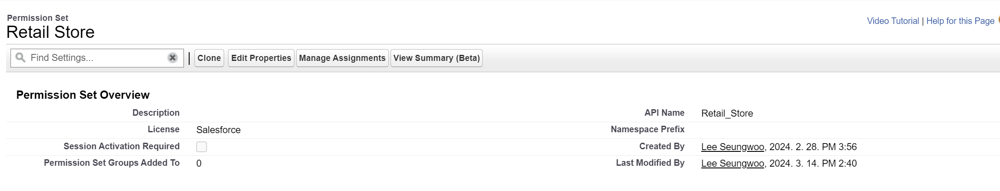 Permission Set
Retail Store
Video Tutorial | Help for this Page
Find Settings...
Clone
Edit Properties
Manage Assignments
View Summary (Beta)
Permission Set Overview
Description
API Name Retail_Store
License Salesforce
Namespace Prefix
Session Activation Required
Created By Lee Seungwoo, 2024. 2. 28. PM 3:56
Permission Set Groups Added To 0
Last Modified By Lee Seungwoo, 2024. 3. 14. PM 2:40